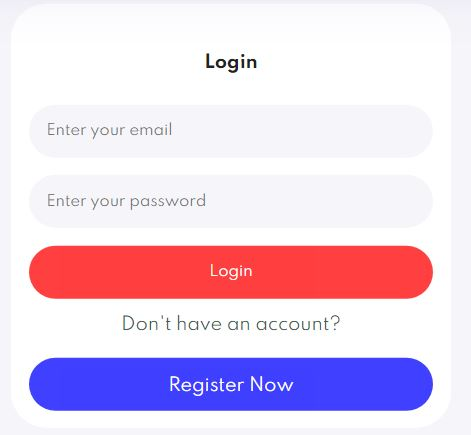 Login
Enter your email
Enter your password
Login
Don't have an account?
Register Now